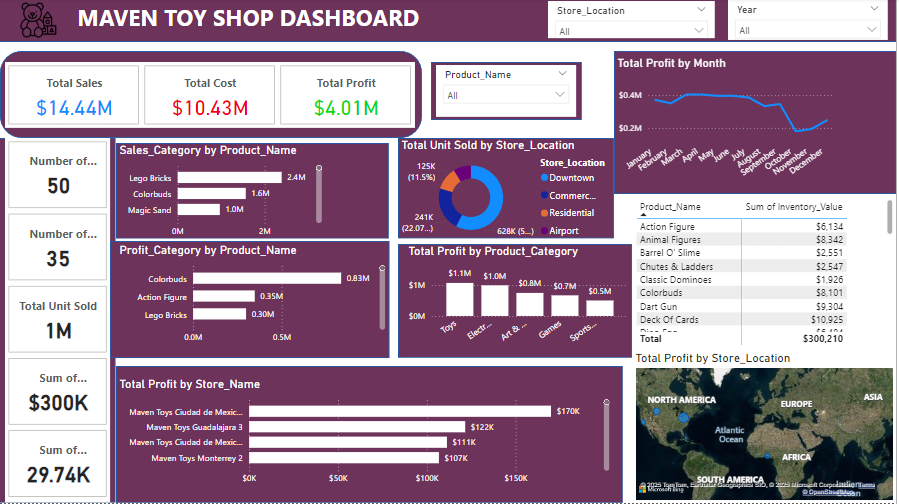 MAVEN TOY SHOP DASHBOARD
Store_Location
All
Year
All
Total Sales
$14.44M
Total Cost
$10.43M
Total Profit
$4.01M
Product_Name
All
Total Profit by Month
$0.4M
$0.2M
January
February
March
April
May
June
July
August
September
October
November
December
Number of...
50
Number of...
35
Total Unit Sold
1M
Sum of...
$300K
Sum of...
29.74K
Sales_Category by Product_Name
Lego Bricks
2.4M
Colorbuds
1.6M
Magic Sand
1.0M
0M
2M
Total Unit Sold by Store_Location
125K
(11.5%)
241K
(22.07...)
628K (5...)
Store_Location
Downtown
Commerc...
Residential
Airport
Profit_Category by Product_Name
Colorbuds
0.83M
Action Figure
0.35M
Lego Bricks
0.30M
0.0M
0.5M
Total Profit by Product_Category
$1M
$0M
$1.1M
$1.0M
$0.8M
$0.7M
$0.5M
Toys
Electr...
Art & ...
Games
Sports...
Product_Name
Sum of Inventory_Value
Action Figure $6,134
Animal Figures $8,342
Barrel O' Slime $2,551
Chutes & Ladders $2,547
Classic Dominoes $1,926
Colorbuds $8,101
Dart Gun $9,304
Deck Of Cards $10,925
Total $300,210
Total Profit by Store_Name
Maven Toys Ciudad de Mexic...
$170K
Maven Toys Guadalajara 3
$122K
Maven Toys Ciudad de Mexic...
$111K
Maven Toys Monterrey 2
$107K
$0K
$50K
$100K
$150K
Total Profit by Store_Location
NORTH AMERICA
EUROPE
ASIA
Atlantic
Ocean
AFRICA
SOUTH AMERICA
Microsoft Bing
© OpenStreetMap